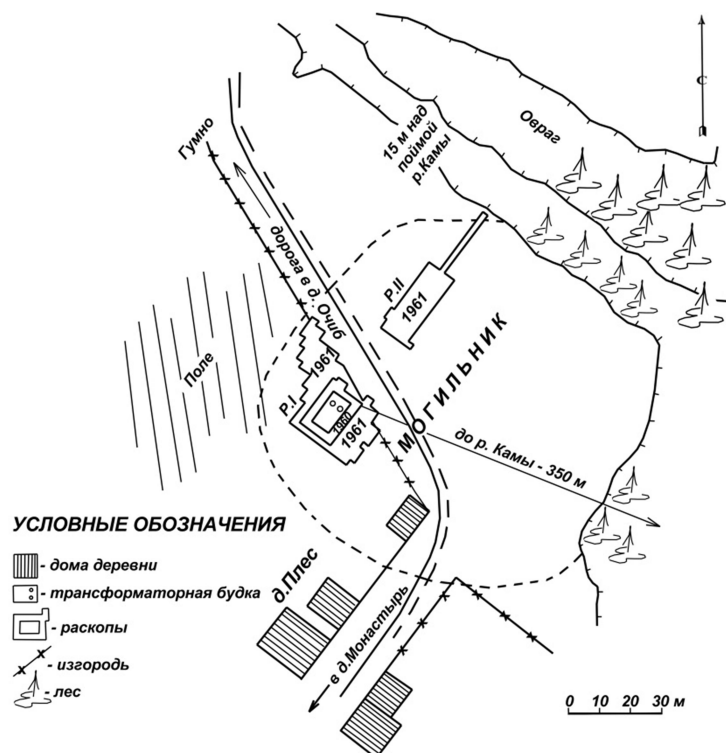 Овраг
С
15 м над
поймой
р.Камы
Гумно
дорога в д. Очиб
Р.II
1961
Поле
1961
Р.I
1960
1961
МОГИЛЬНИК
до р. Камы - 350 м
УСЛОВНЫЕ ОБОЗНАЧЕНИЯ
- дома деревни
- трансформаторная будка
- раскопы
- изгородь
- лес
д.Плес
в д.Монастырь
0 10 20 30 м